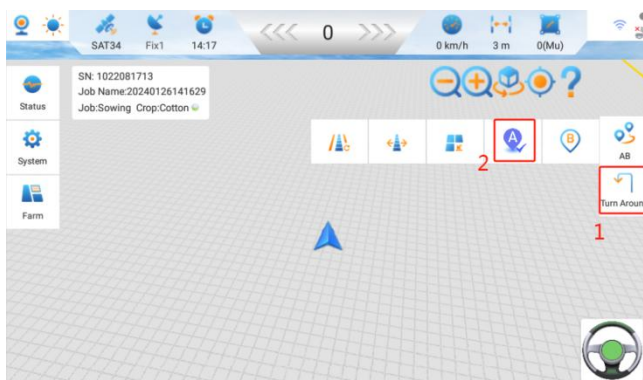 0
SAT34 Fix1 14:17 0 km/h 3 m 0(Mu)
SN: 1022081713
Job Name:20240126141629
Job:Sowing Crop:Cotton
Status
System
Farm
A
B
K
2
AB
Turn Aroun
1